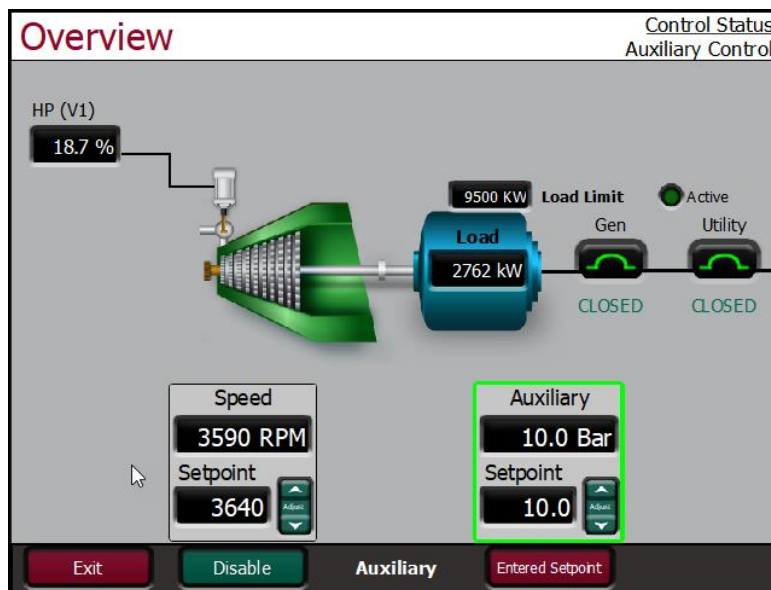 Overview
Control Status
Auxiliary Control
HP (V1)
18.7 %
9500 KW Load Limit Active
Load
2762 kW
Gen
Utility
CLOSED
CLOSED
Speed
3590 RPM
Setpoint
3640
Adjust
Auxiliary
10.0 Bar
Setpoint
10.0
Adjust
Exit
Disable
Auxiliary
Entered Setpoint